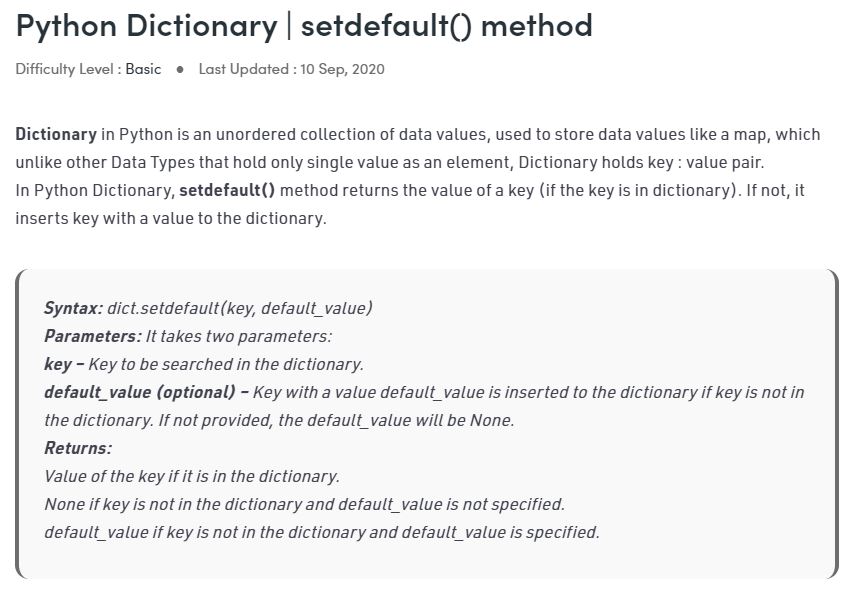 Python Dictionary | setdefault() method
Difficulty Level : Basic ● Last Updated : 10 Sep, 2020
Dictionary in Python is an unordered collection of data values, used to store data values like a map, which
unlike other Data Types that hold only single value as an element, Dictionary holds key : value pair.
In Python Dictionary, setdefault() method returns the value of a key (if the key is in dictionary). If not, it
inserts key with a value to the dictionary.
Syntax: dict.setdefault(key, default_value)
Parameters: It takes two parameters:
key – Key to be searched in the dictionary.
default_value (optional) – Key with a value default_value is inserted to the dictionary if key is not in
the dictionary. If not provided, the default_value will be None.
Returns:
Value of the key if it is in the dictionary.
None if key is not in the dictionary and default_value is not specified.
default_value if key is not in the dictionary and default_value is specified.